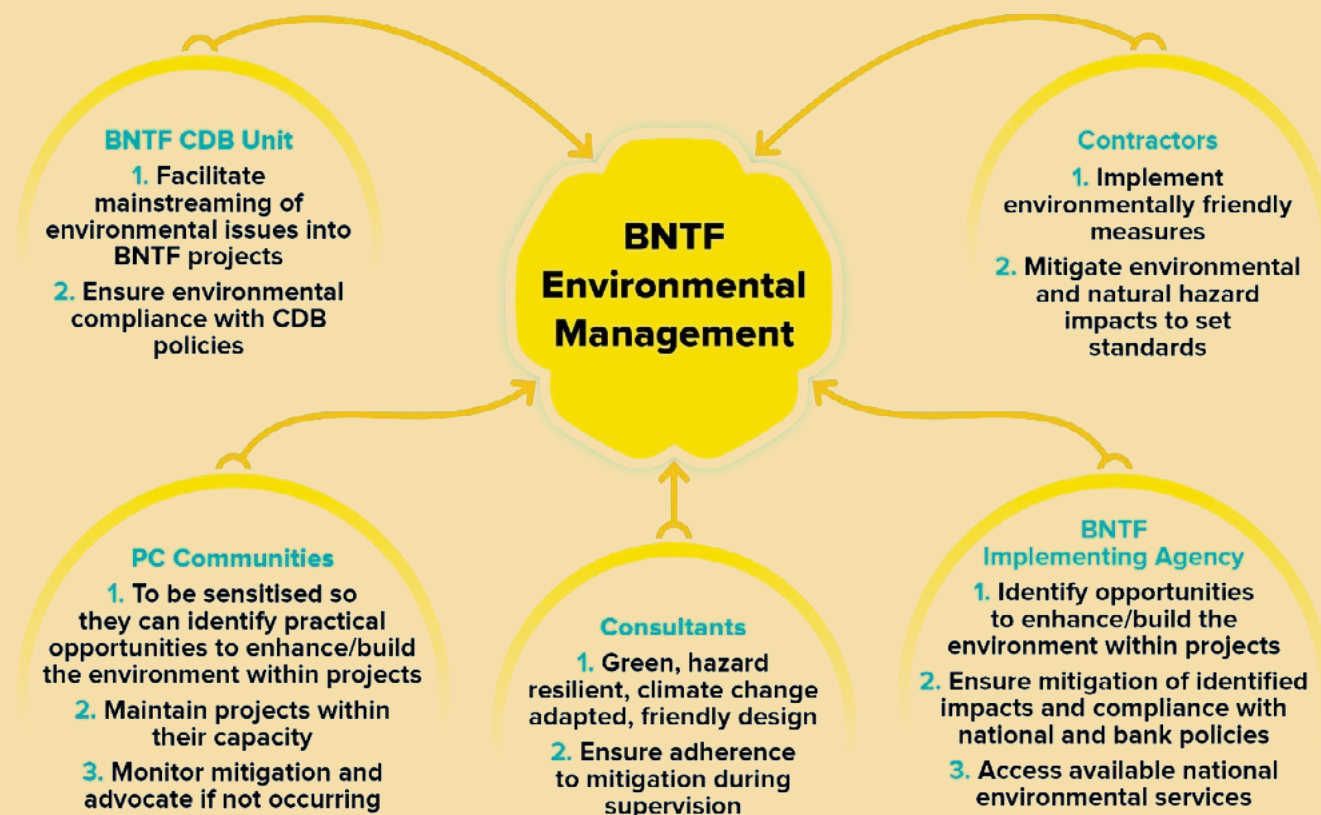 BNTF CDB Unit
1. Facilitate
mainstreaming of
environmental issues into
BNTF projects
2. Ensure environmental
compliance with CDB
policies
BNTF
Environmental
Management
Contractors
1. Implement
environmentally friendly
measures
2. Mitigate environmental
and natural hazard
impacts to set
standards
PC Communities
1. To be sensitised so
they can identify practical
opportunities to enhance/build
the environment within projects
2. Maintain projects within
their capacity
3. Monitor mitigation and
advocate if not occurring
Consultants
1. Green, hazard
resilient, climate change
adapted, friendly design
2. Ensure adherence
to mitigation during
supervision
BNTF
Implementing Agency
1. Identify opportunities
to enhance/build the
environment within projects
2. Ensure mitigation of identified
impacts and compliance with
national and bank policies
3. Access available national
environmental services